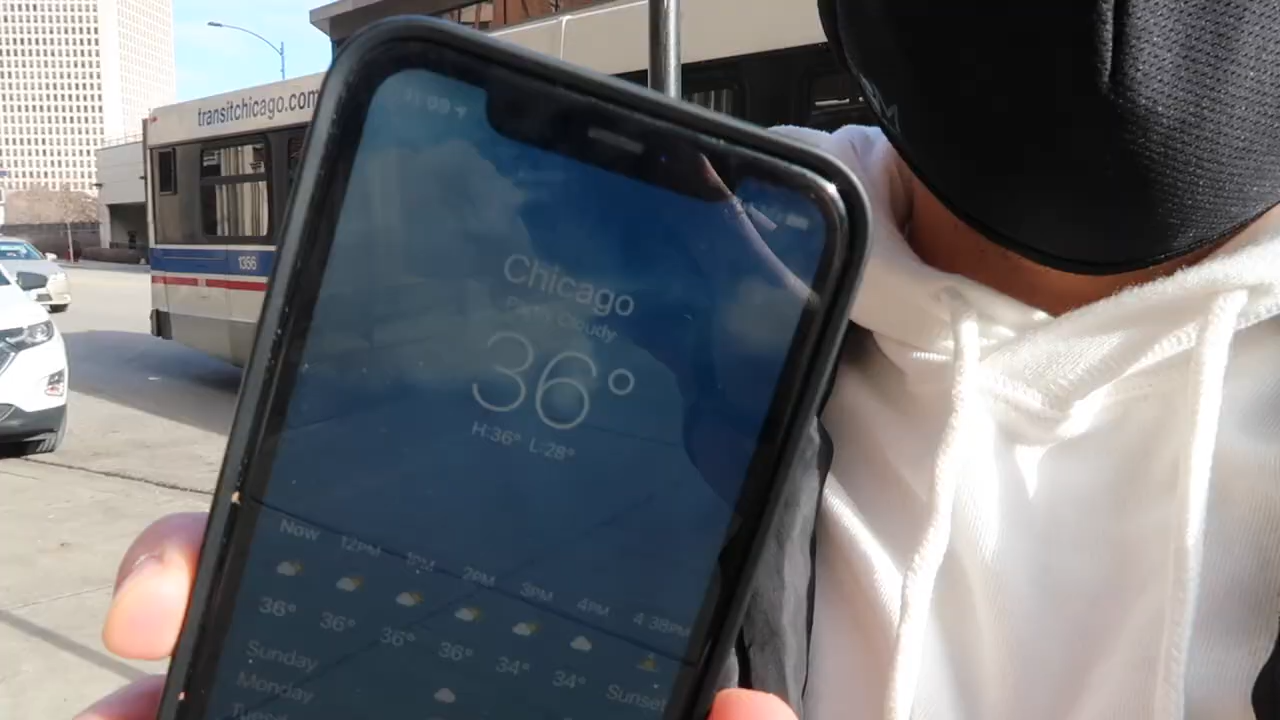 transitchicago.com
1356
Chicago
Partly Cloudy
36°
H:36° L:28°
Now 12PM 1PM 2PM 3PM 4PM 4:38PM
36° 36° 36° 36° 34° 34° Sunset
Sunday
Monday